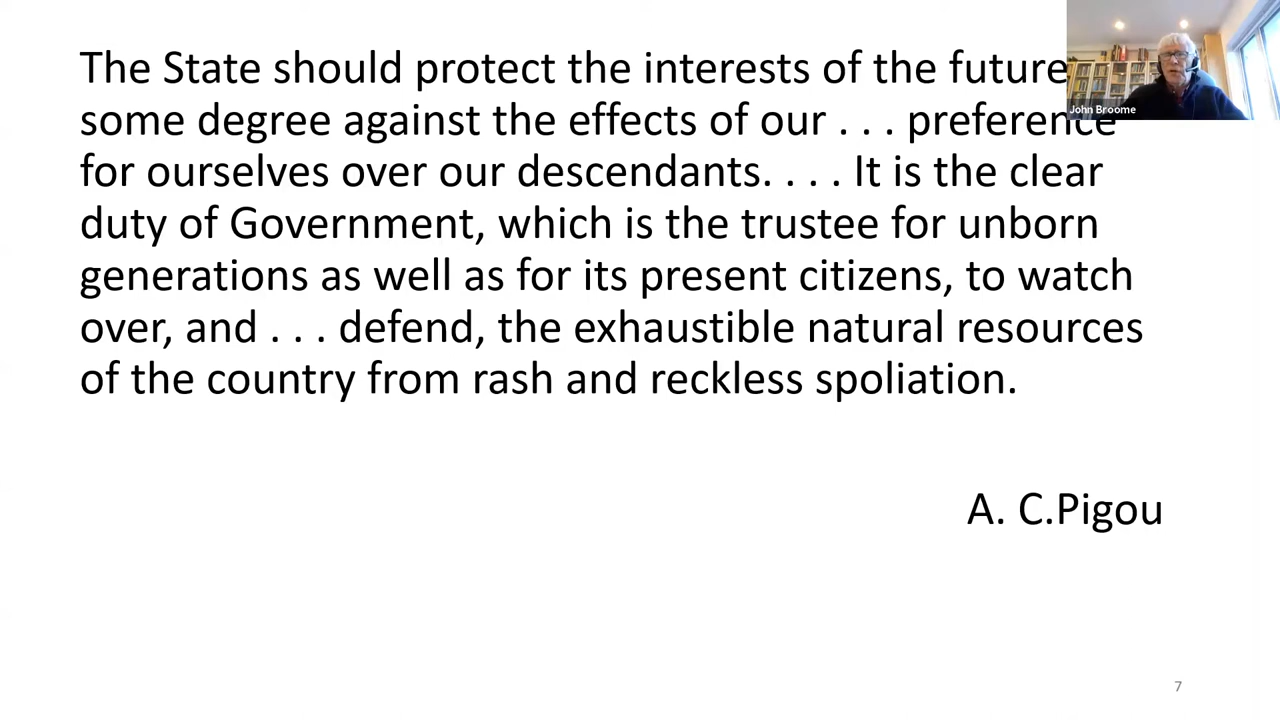 The State should protect the interests of the future
some degree against the effects of our . . . preference
for ourselves over our descendants. . . . It is the clear
duty of Government, which is the trustee for unborn
generations as well as for its present citizens, to watch
over, and . . . defend, the exhaustible natural resources
of the country from rash and reckless spoliation.
A. C.Pigou
John Broome
7